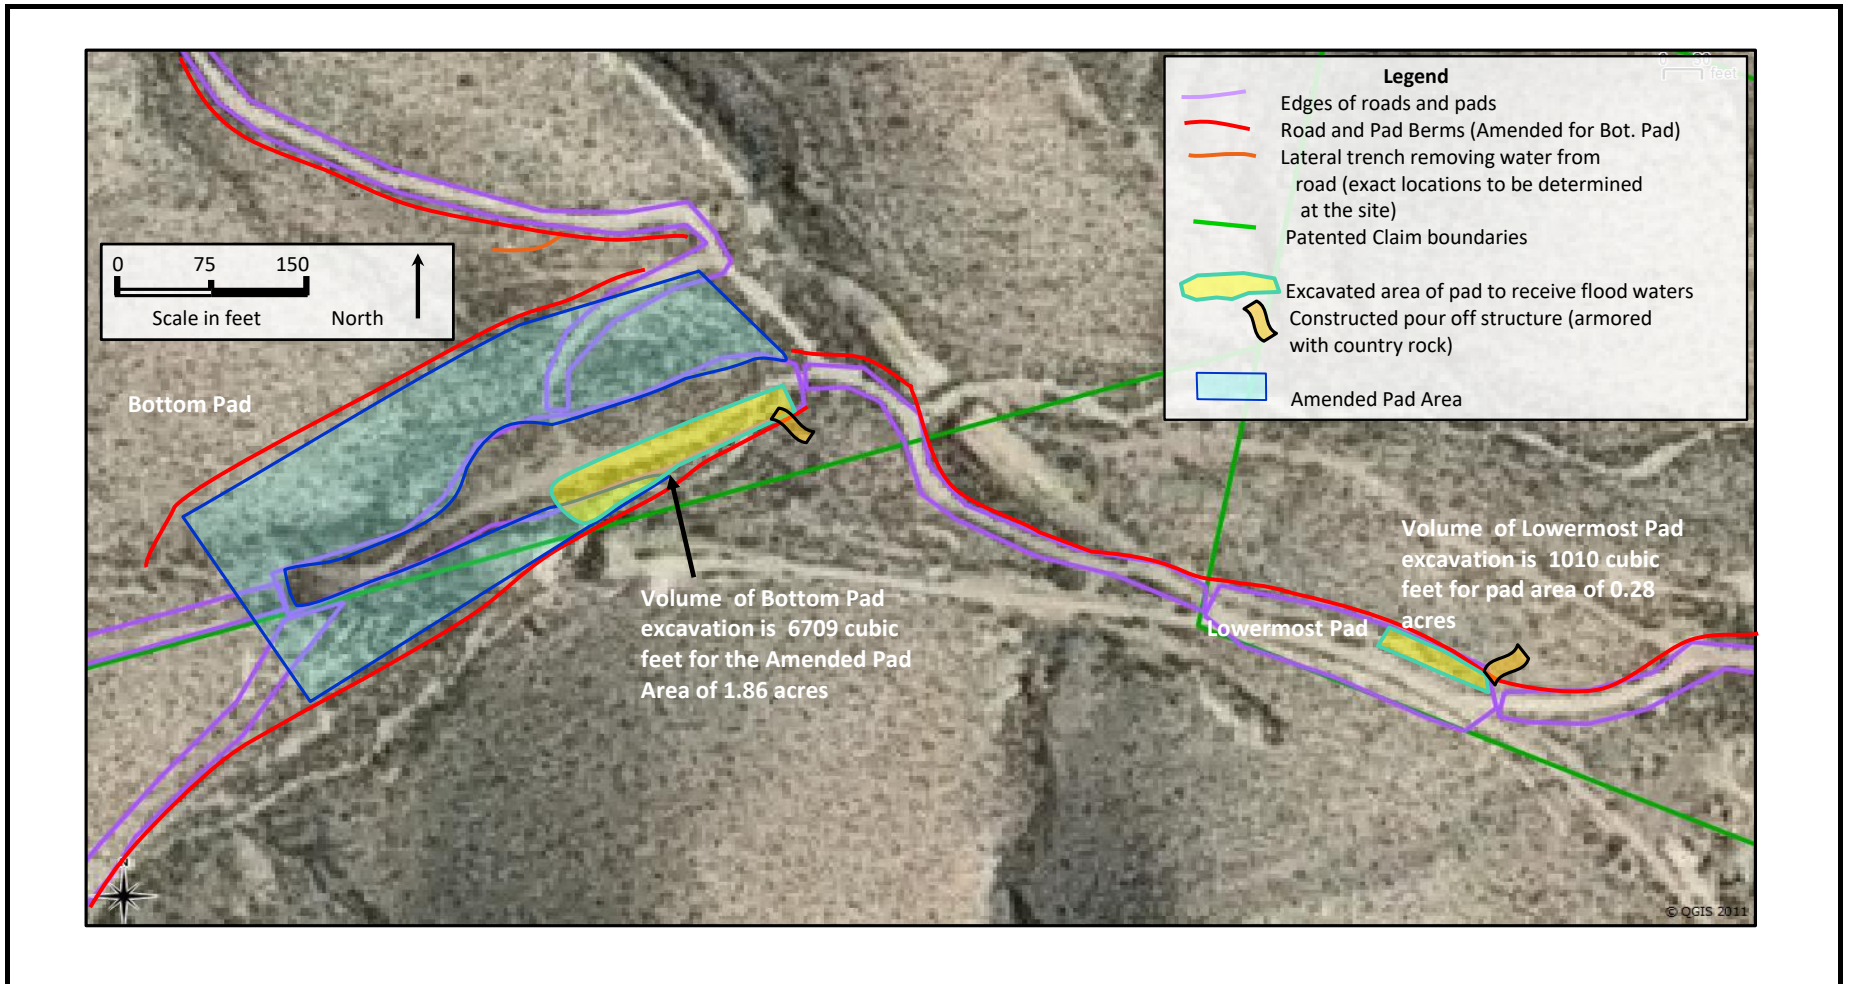 0 30
feet
Legend
Edges of roads and pads
Road and Pad Berms (Amended for Bot. Pad)
Lateral trench removing water from
road (exact locations to be determined
at the site)
Patented Claim boundaries
Excavated area of pad to receive flood waters
Constructed pour off structure (armored
with country rock)
Amended Pad Area
0 75 150
Scale in feet North
Bottom Pad
Volume of Bottom Pad
excavation is 6709 cubic
feet for the Amended Pad
Area of 1.86 acres
Volume of Lowermost Pad
excavation is 1010 cubic
feet for pad area of 0.28
acres
Lowermost Pad
N
© QGIS 2011